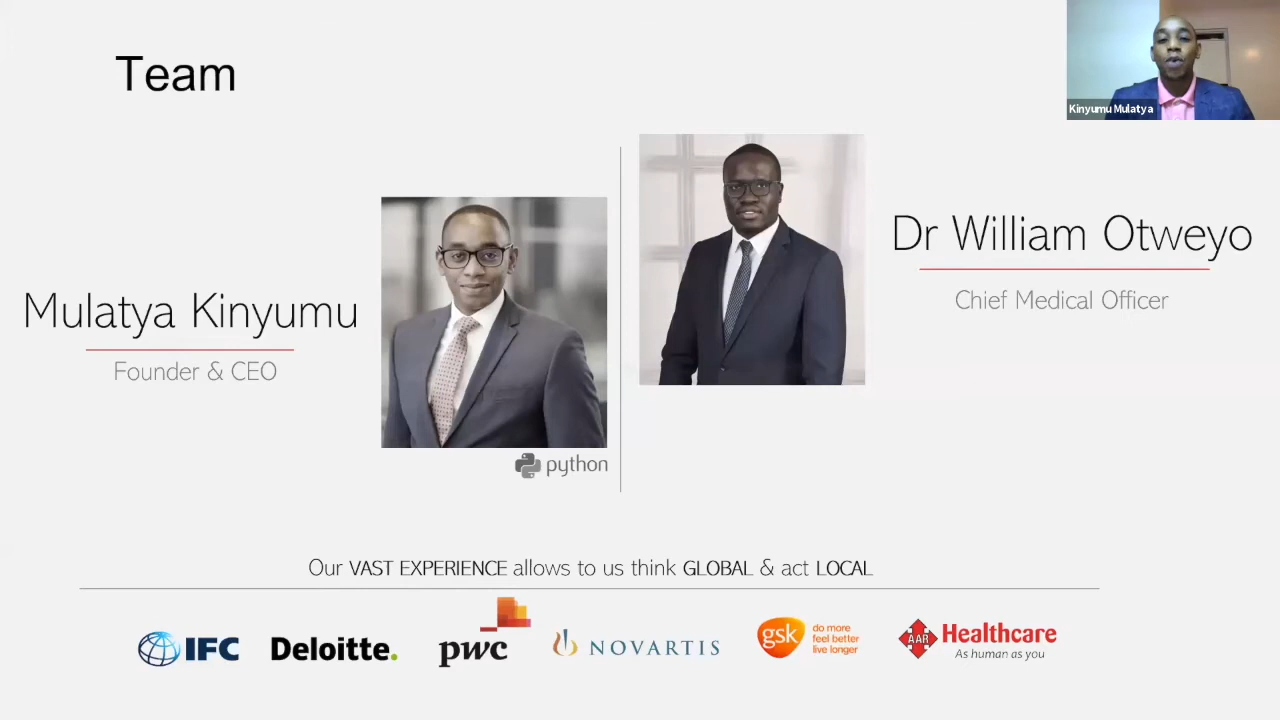 Team
Kinyumu Mulatya
Dr William Otweyo
Chief Medical Officer
Mulatya Kinyumu
Founder & CEO
python
Our VAST EXPERIENCE allows to us think GLOBAL & act LOCAL
IFC
Deloitte.
pwc
NOVARTIS
gsk
do more
feel better
live longer
AAR
Healthcare
As human as you